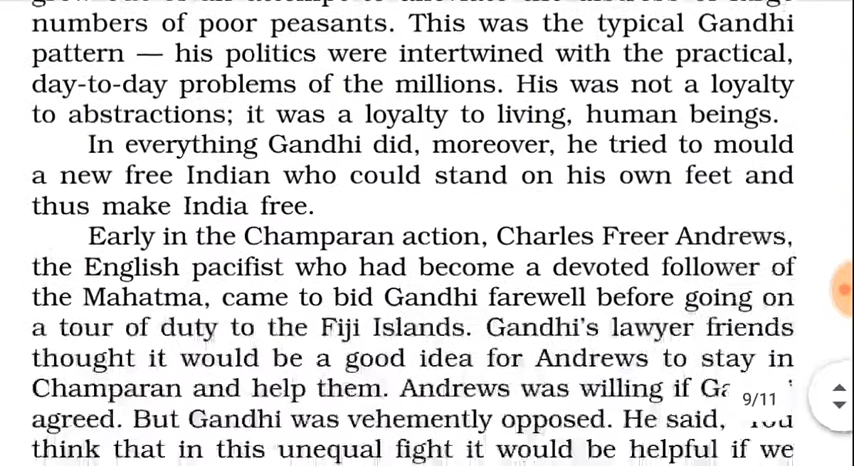 numbers of poor peasants. This was the typical Gandhi
pattern — his politics were intertwined with the practical,
day-to-day problems of the millions. His was not a loyalty
to abstractions; it was a loyalty to living, human beings.
In everything Gandhi did, moreover, he tried to mould
a new free Indian who could stand on his own feet and
thus make India free.
Early in the Champaran action, Charles Freer Andrews,
the English pacifist who had become a devoted follower of
the Mahatma, came to bid Gandhi farewell before going on
a tour of duty to the Fiji Islands. Gandhi's lawyer friends
thought it would be a good idea for Andrews to stay in
Champaran and help them. Andrews was willing if
9/11
agreed. But Gandhi was vehemently opposed. He said,
think that in this unequal fight it would be helpful if we